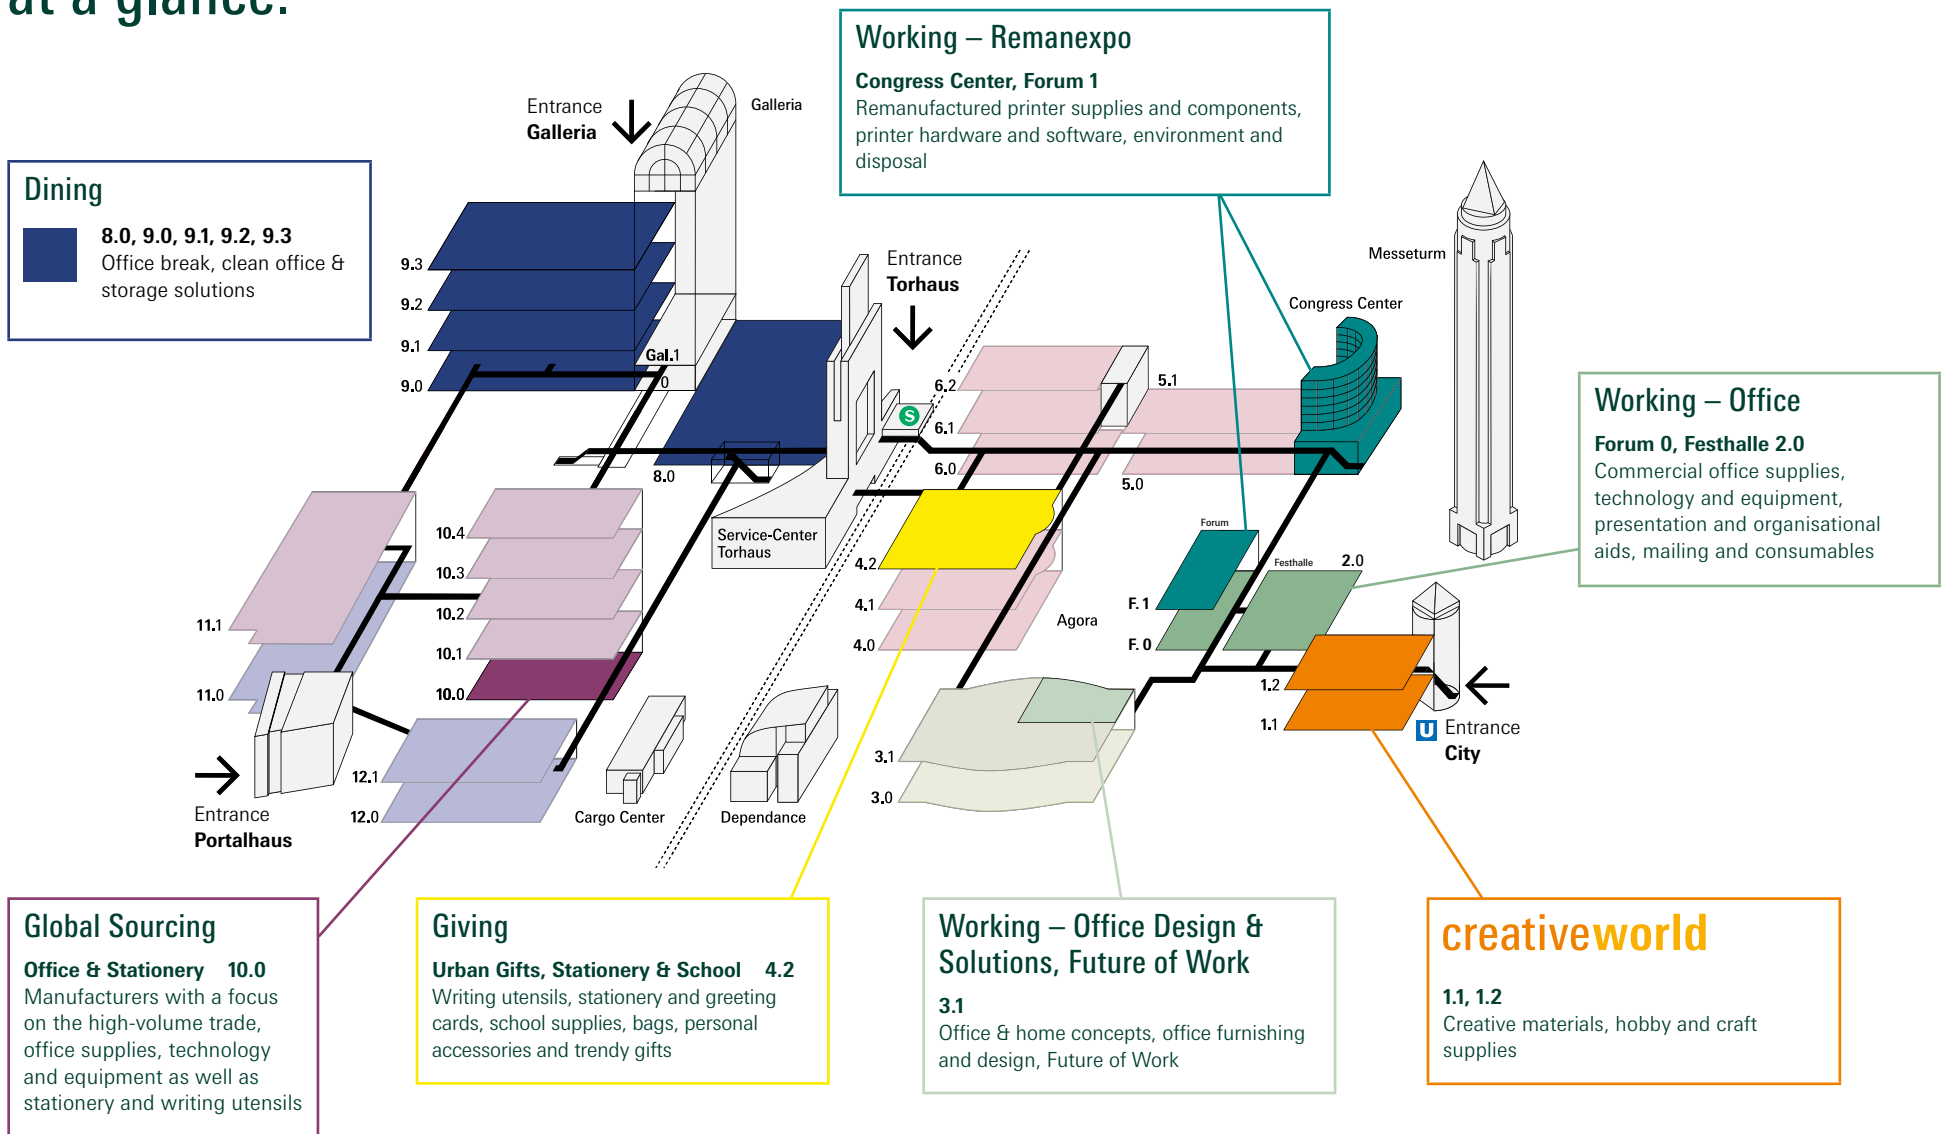 at a glance.
Working – Remanexpo
Congress Center, Forum 1
Remanufactured printer supplies and components,
printer hardware and software, environment and
disposal
Entrance
Galleria
Galleria
Dining
8.0, 9.0, 9.1, 9.2, 9.3
Office break, clean office &
storage solutions
9.3
9.2
9.1
9.0
Gal.1
0
8.0
Entrance
Torhaus
S
Service-Center
Torhaus
6.2
6.1
6.0
5.1
5.0
Congress Center
Messeturm
Working – Office
Forum 0, Festhalle 2.0
Commercial office supplies,
technology and equipment,
presentation and organisational
aids, mailing and consumables
10.4
10.3
10.2
10.1
10.0
11.1
11.0
12.1
12.0
4.2
4.1
4.0
Agora
Forum
F. 1
F. 0
Festhalle
2.0
1.2
1.1
U Entrance
City
3.1
3.0
Entrance
Portalhaus
Cargo Center
Dependance
Global Sourcing
Office & Stationery 10.0
Manufacturers with a focus
on the high-volume trade,
office supplies, technology
and equipment as well as
stationery and writing utensils
Giving
Urban Gifts, Stationery & School 4.2
Writing utensils, stationery and greeting
cards, school supplies, bags, personal
accessories and trendy gifts
Working – Office Design &
Solutions, Future of Work
3.1
Office & home concepts, office furnishing
and design, Future of Work
creativeworld
1.1, 1.2
Creative materials, hobby and craft
supplies